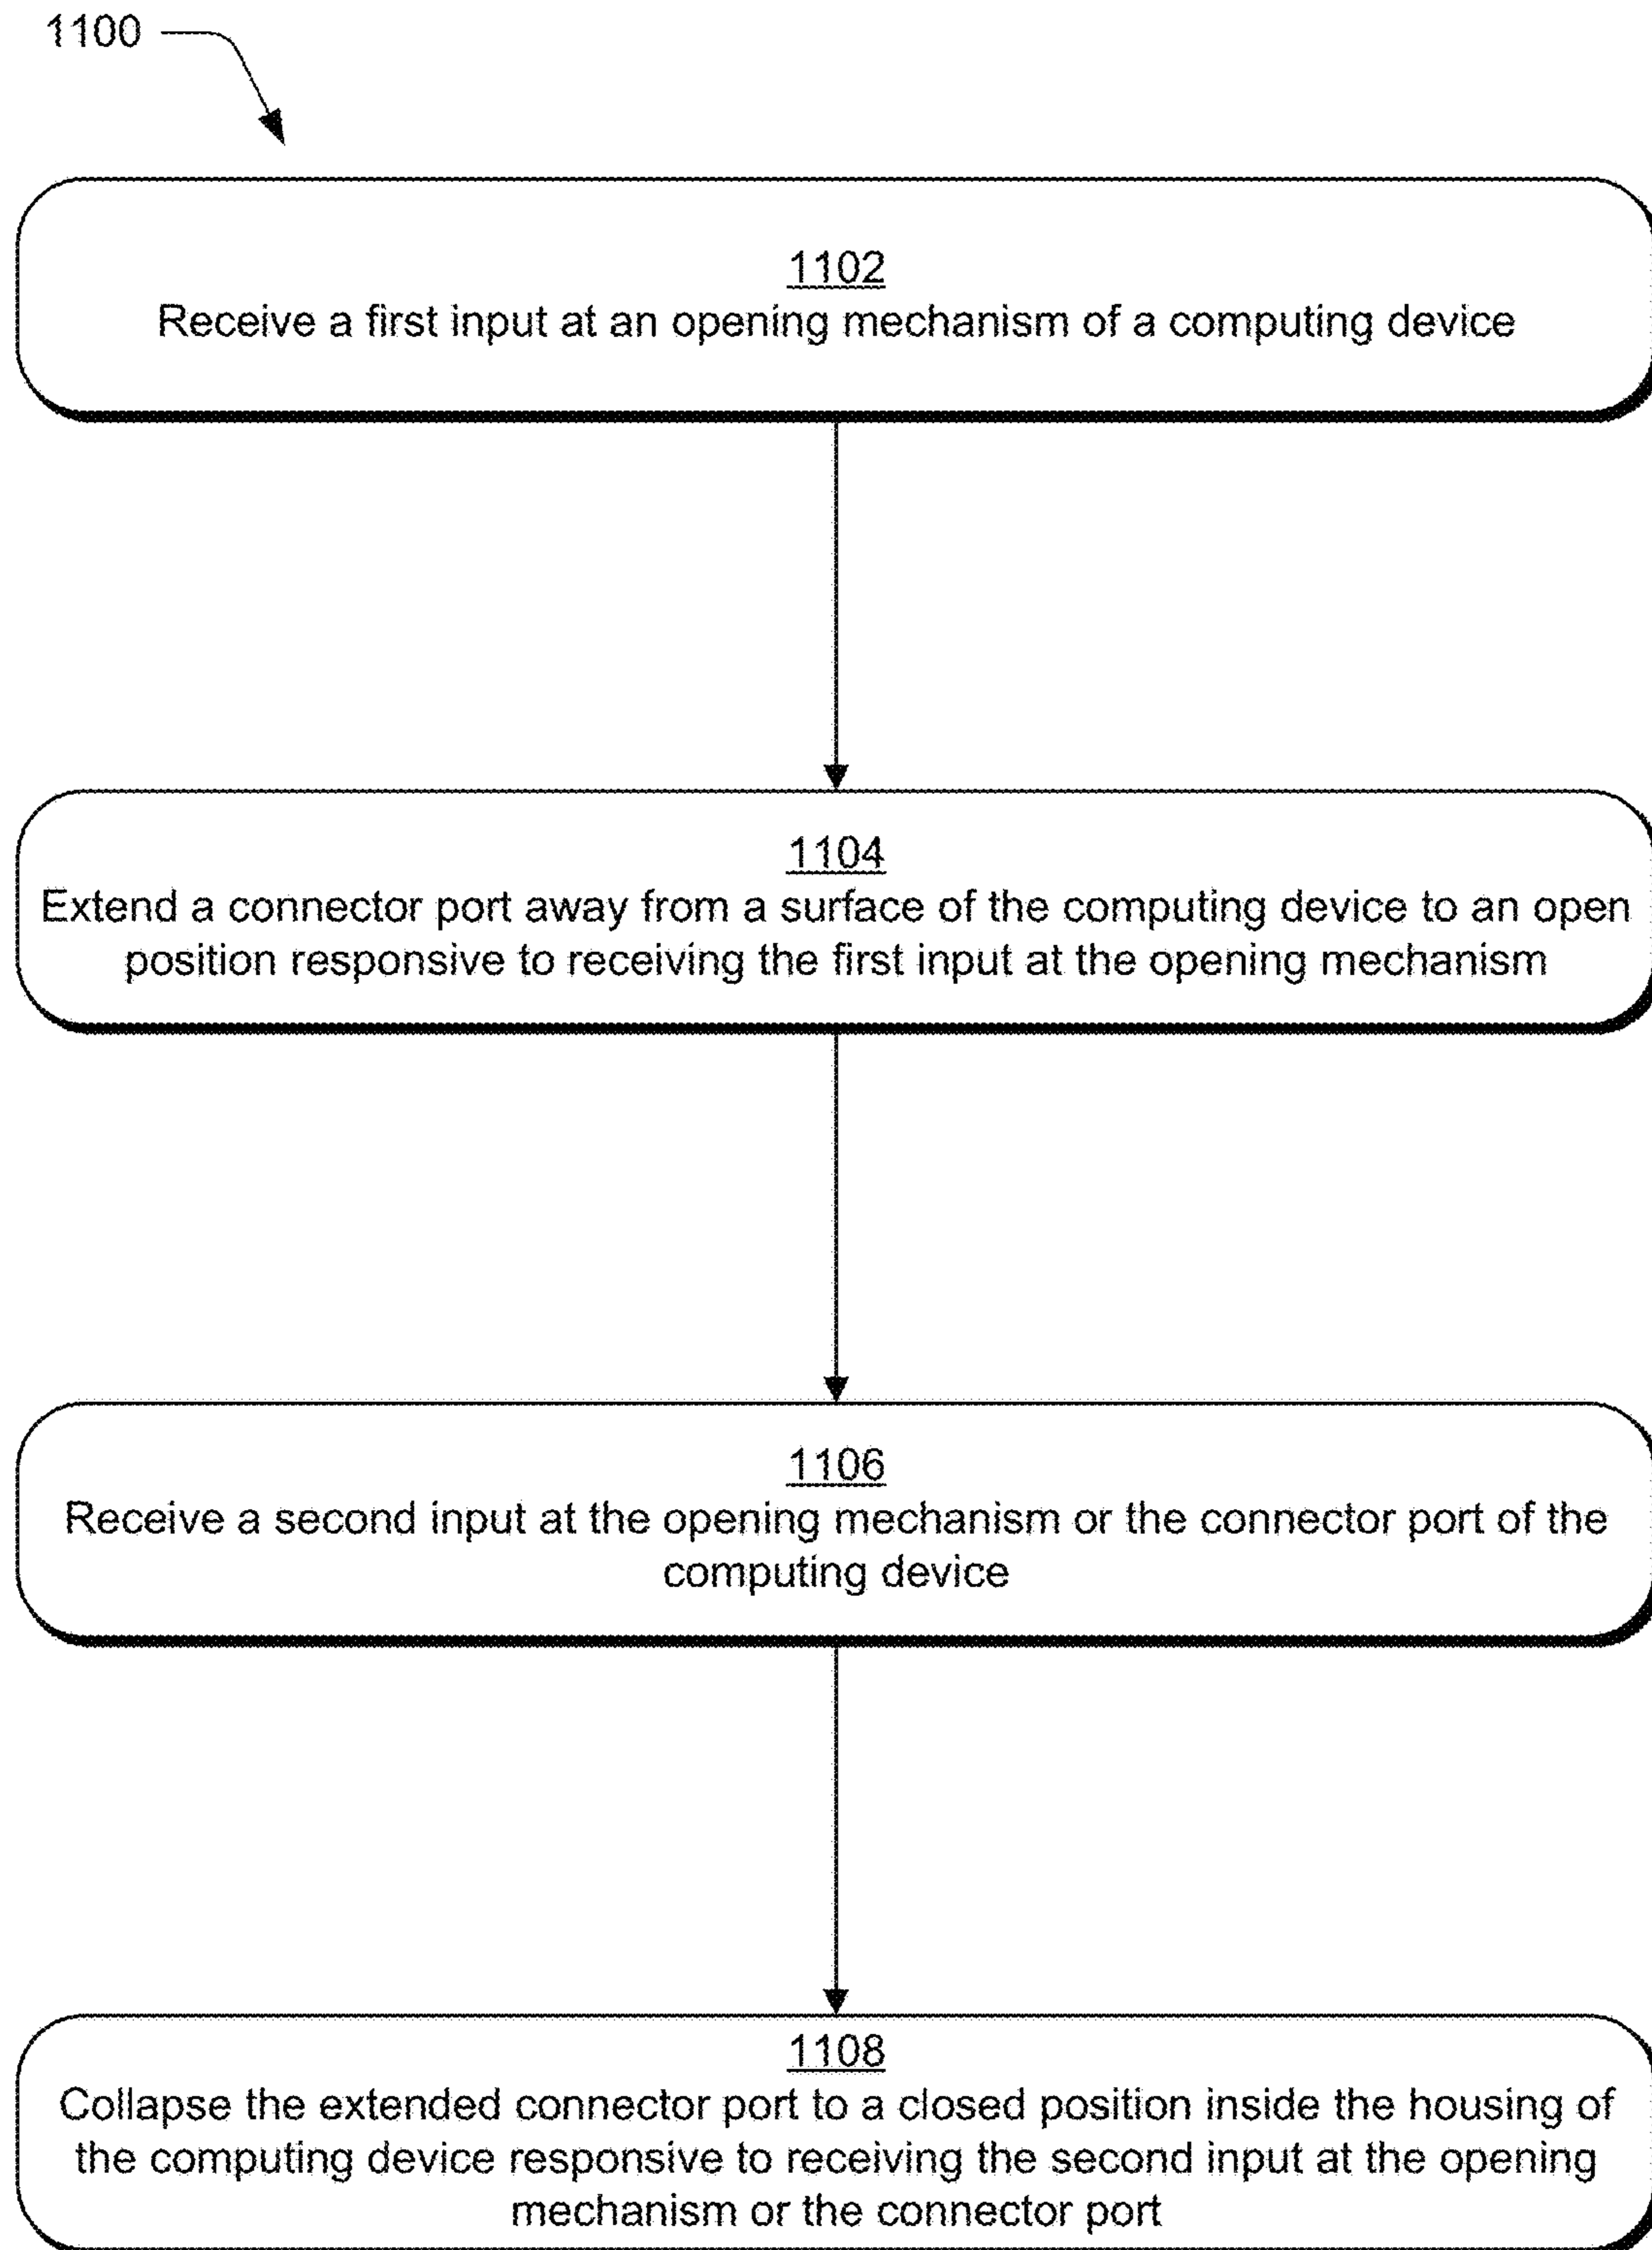 1100
1102
Receive a first input at an opening mechanism of a computing device
1104
Extend a connector port away from a surface of the computing device to an open
position responsive to receiving the first input at the opening mechanism
1106
Receive a second input at the opening mechanism or the connector port of the
computing device
1108
Collapse the extended connector port to a closed position inside the housing of
the computing device responsive to receiving the second input at the opening
mechanism or the connector port